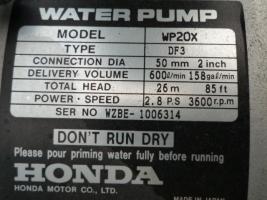 WATER PUMP
MODEL WP20X
TYPE DF3
CONNECTION DIA 50 mm 2 inch
DELIVERY VOLUME 600ℓ/min 158gaℓ/min
TOTAL HEAD 26 m 85 ft
POWER · SPEED 2.8 P.S 3600 r.p.m
SER NO WZBE-1006314
DON'T RUN DRY
Please pour priming water fully before running
HONDA
HONDA MOTOR CO., LTD.
MADE IN JAPAN